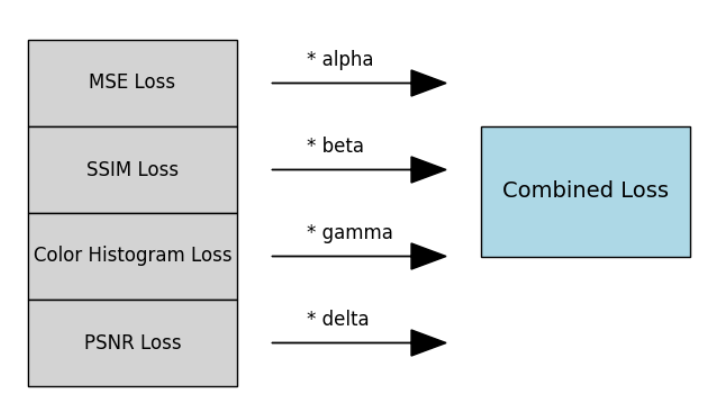 MSE Loss
* alpha
SSIM Loss
* beta
Combined Loss
Color Histogram Loss
* gamma
PSNR Loss
* delta